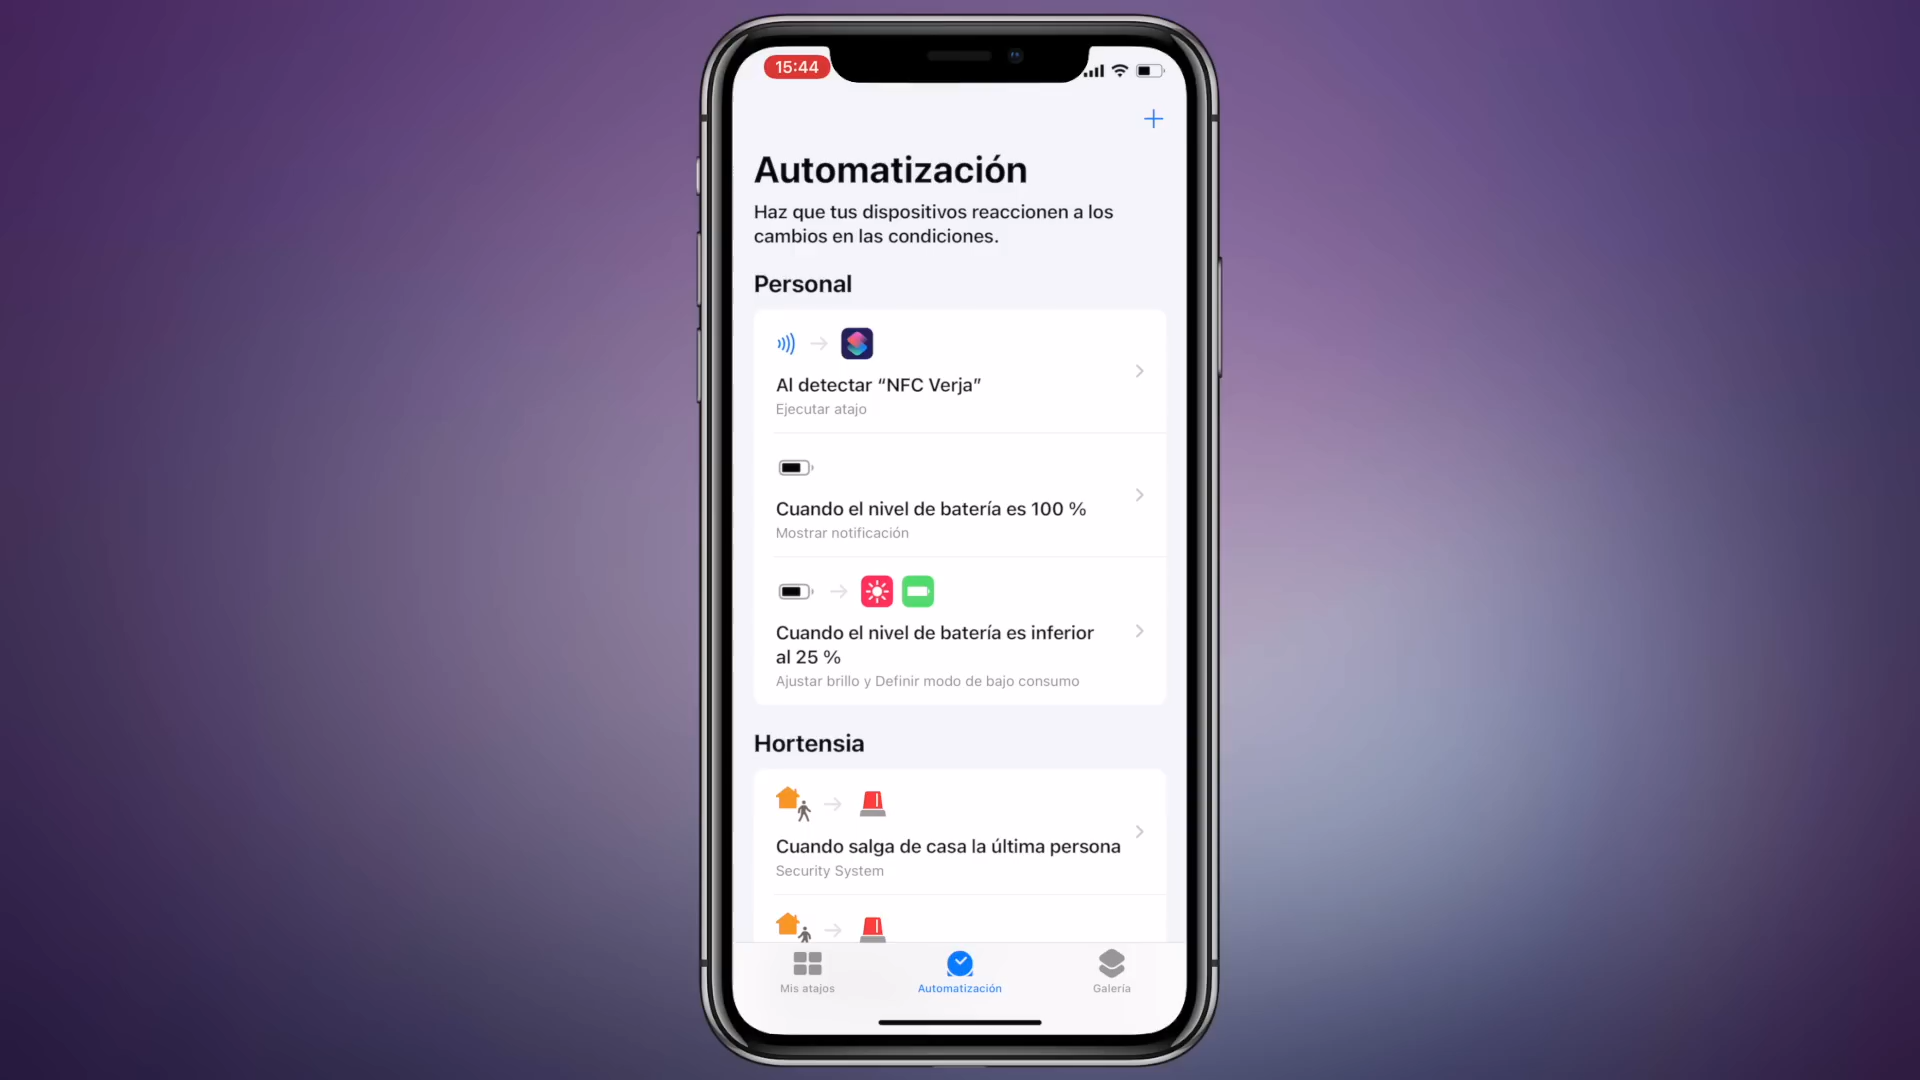 15:44
Automatización
Haz que tus dispositivos reaccionen a los
cambios en las condiciones.
Personal
Al detectar “NFC Verja”
Ejecutar atajo
Cuando el nivel de batería es 100 %
Mostrar notificación
Cuando el nivel de batería es inferior
al 25 %
Ajustar brillo y Definir modo de bajo consumo
Hortensia
Cuando salga de casa la última persona
Security System
Mis atajos
Automatización
Galería